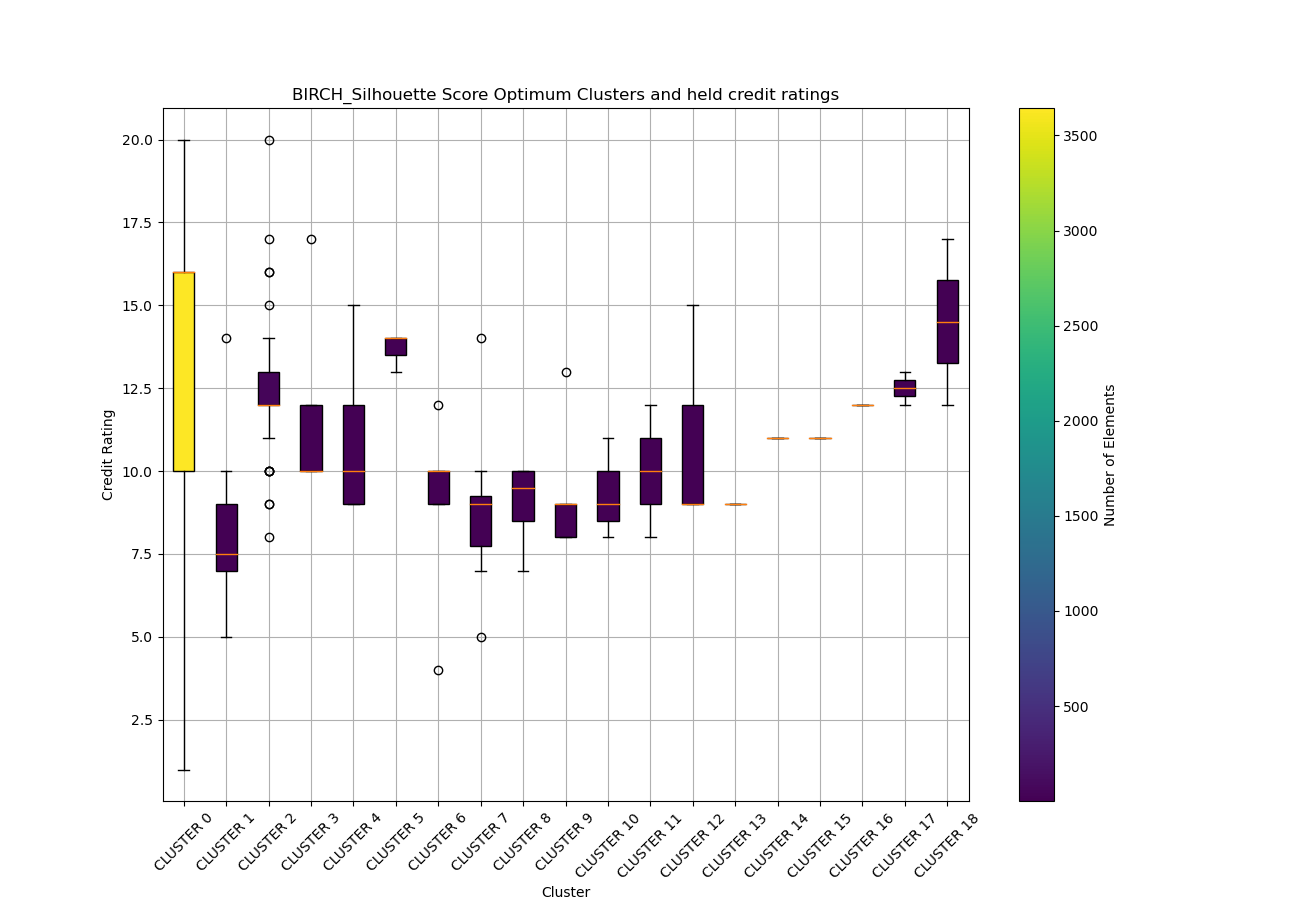 BIRCH_Silhouette Score Optimum Clusters and held credit ratings
20.0
17.5
15.0
12.5
10.0
7.5
5.0
2.5
Credit Rating
CLUSTER 0
CLUSTER 1
CLUSTER 2
CLUSTER 3
CLUSTER 4
CLUSTER 5
CLUSTER 6
CLUSTER 7
CLUSTER 8
CLUSTER 9
CLUSTER 10
CLUSTER 11
CLUSTER 12
CLUSTER 13
CLUSTER 14
CLUSTER 15
CLUSTER 16
CLUSTER 17
CLUSTER 18
Cluster
3500
3000
2500
2000
1500
1000
500
Number of Elements